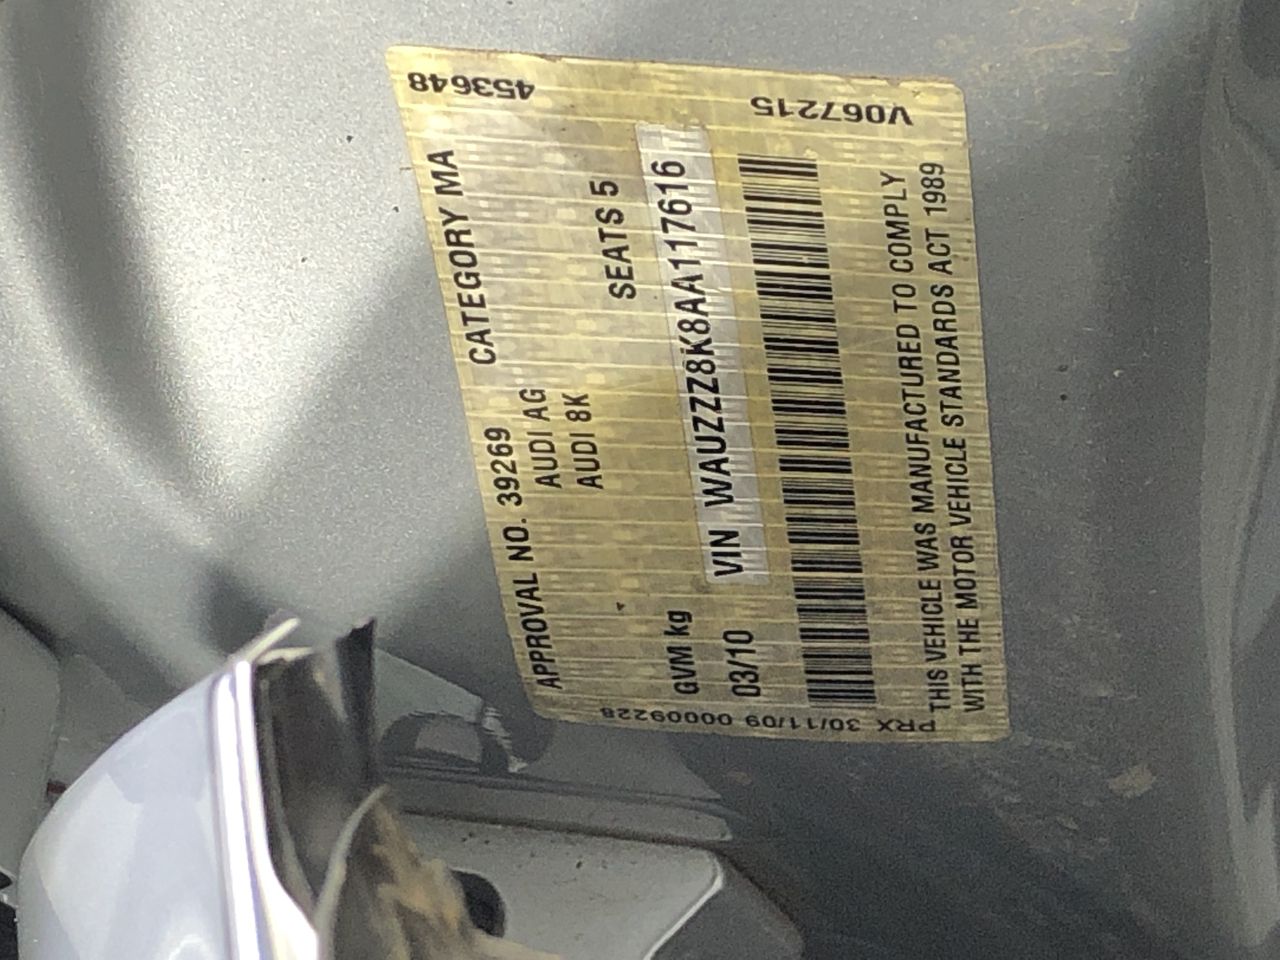 453648
V067215
APPROVAL NO. 39269 CATEGORY MA
AUDI AG
AUDI 8K
SEATS 5
GVM kg
VIN WAUZZZ8K8AA117616
03/10
THIS VEHICLE WAS MANUFACTURED TO COMPLY
WITH THE MOTOR VEHICLE STANDARDS ACT 1989
PRX 30/11/09 00009228